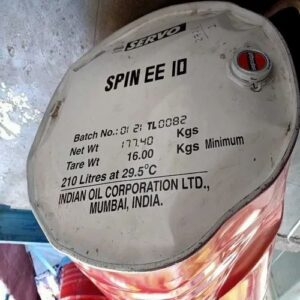 SERVO
SPIN EE 10
Batch No.: 01 21 TL0082
Net Wt 177.40 Kgs
Tare Wt 16.00 Kgs Minimum
210 Litres at 29.5°C
INDIAN OIL CORPORATION LTD.,
MUMBAI, INDIA.